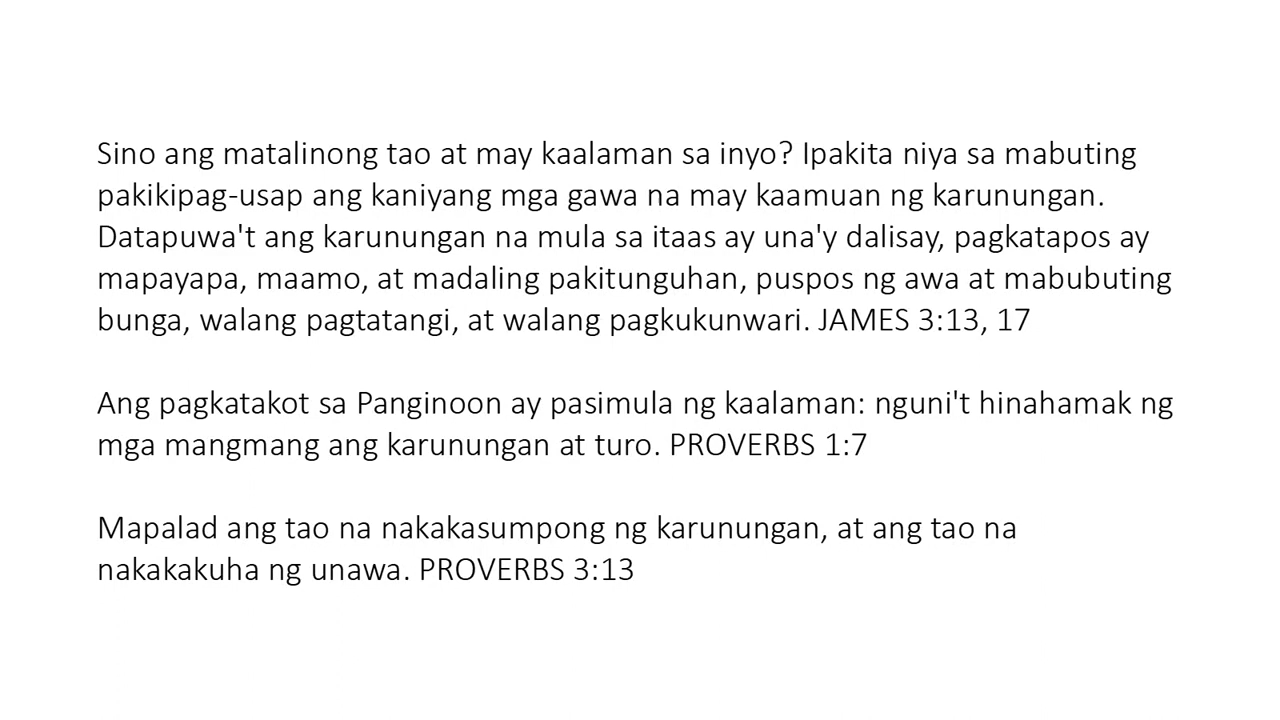 Sino ang matalinong tao at may kaalaman sa inyo? Ipakita niya sa mabuting
pakikipag-usap ang kaniyang mga gawa na may kaamuan ng karunungan.
Datapuwa't ang karunungan na mula sa itaas ay una'y dalisay, pagkatapos ay
mapayapa, maamo, at madaling pakitunguhan, puspos ng awa at mabubuting
bunga, walang pagtatangi, at walang pagkukunwari. JAMES 3:13, 17
Ang pagkatakot sa Panginoon ay pasimula ng kaalaman: nguni't hinahamak ng
mga mangmang ang karunungan at turo. PROVERBS 1:7
Mapalad ang tao na nakakasumpong ng karunungan, at ang tao na
nakakakuha ng unawa. PROVERBS 3:13